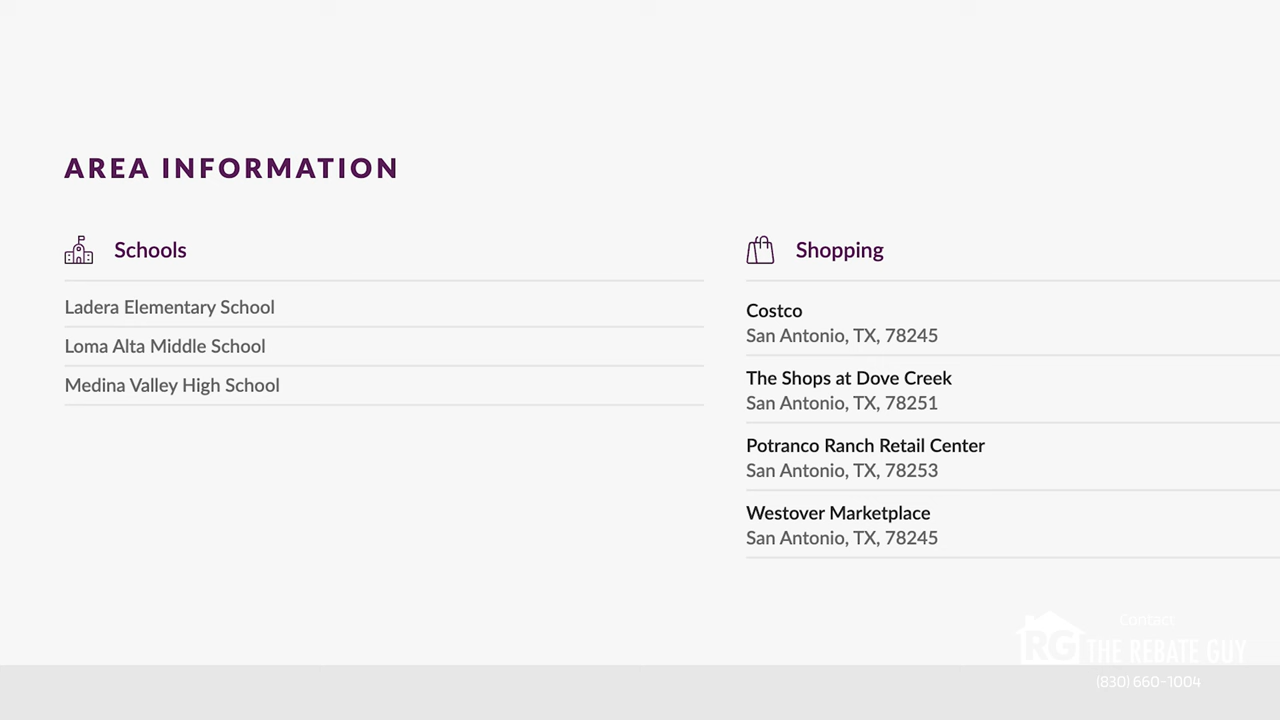 AREA INFORMATION
Schools
Ladera Elementary School
Loma Alta Middle School
Medina Valley High School
Shopping
Costco
San Antonio, TX, 78245
The Shops at Dove Creek
San Antonio, TX, 78251
Potranco Ranch Retail Center
San Antonio, TX, 78253
Westover Marketplace
San Antonio, TX, 78245
Contact
RG THE REBATE GUY
(830) 660-1004